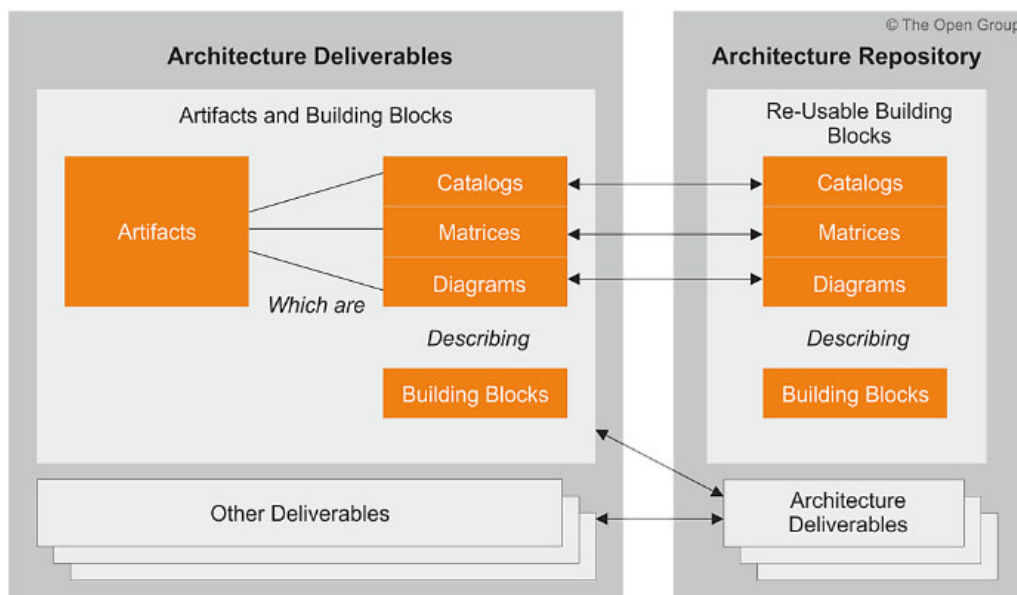 © The Open Group
Architecture Deliverables
Architecture Repository
Artifacts and Building Blocks
Re-Usable Building
Blocks
Artifacts
Catalogs
Matrices
Diagrams
Which are
Describing
Building Blocks
Catalogs
Matrices
Diagrams
Describing
Building Blocks
Other Deliverables
Architecture
Deliverables